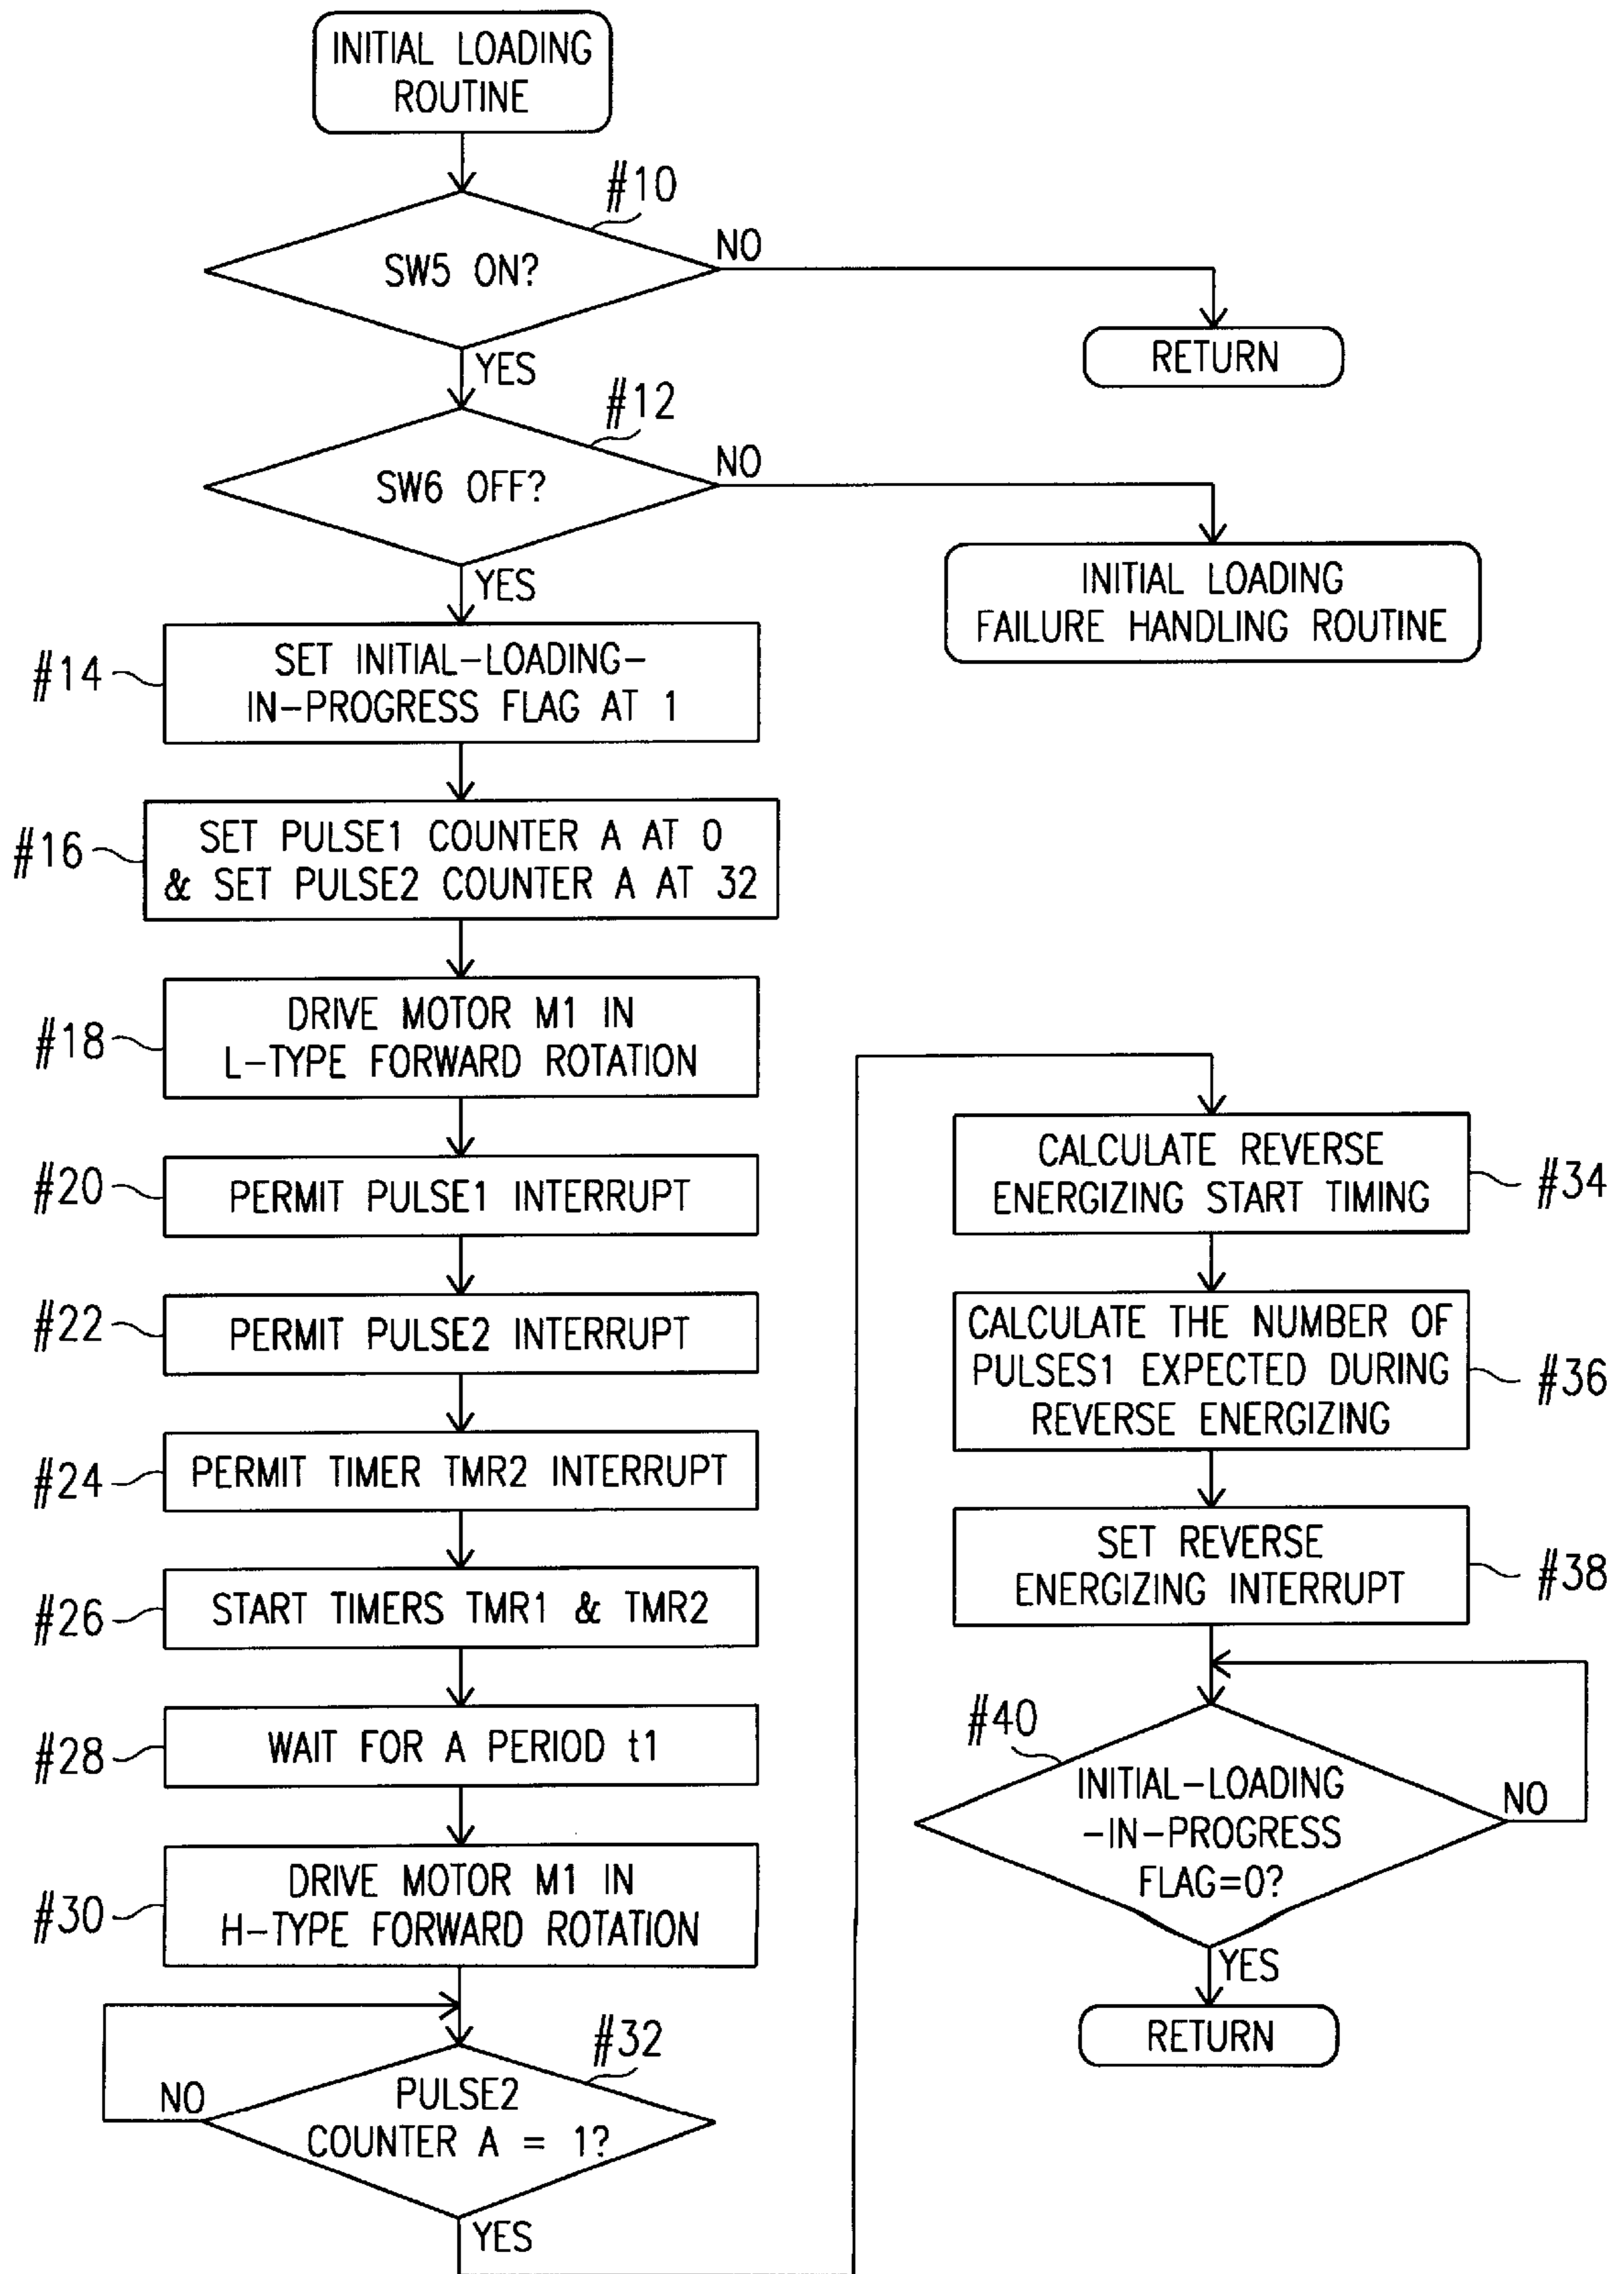 INITIAL LOADING
ROUTINE
#10
SW5 ON?
NO
RETURN
YES
#12
SW6 OFF?
NO
INITIAL LOADING
FAILURE HANDLING ROUTINE
YES
#14
SET INITIAL-LOADING-
IN-PROGRESS FLAG AT 1
#16
SET PULSE1 COUNTER A AT 0
& SET PULSE2 COUNTER A AT 32
#18
DRIVE MOTOR M1 IN
L-TYPE FORWARD ROTATION
#20
PERMIT PULSE1 INTERRUPT
#22
PERMIT PULSE2 INTERRUPT
#24
PERMIT TIMER TMR2 INTERRUPT
#26
START TIMERS TMR1 & TMR2
#28
WAIT FOR A PERIOD t1
#30
DRIVE MOTOR M1 IN
H-TYPE FORWARD ROTATION
#32
PULSE2
COUNTER A = 1?
NO
YES
CALCULATE REVERSE
ENERGIZING START TIMING
#34
CALCULATE THE NUMBER OF
PULSES1 EXPECTED DURING
REVERSE ENERGIZING
#36
SET REVERSE
ENERGIZING INTERRUPT
#38
#40
INITIAL-LOADING
-IN-PROGRESS
FLAG=0?
NO
YES
RETURN